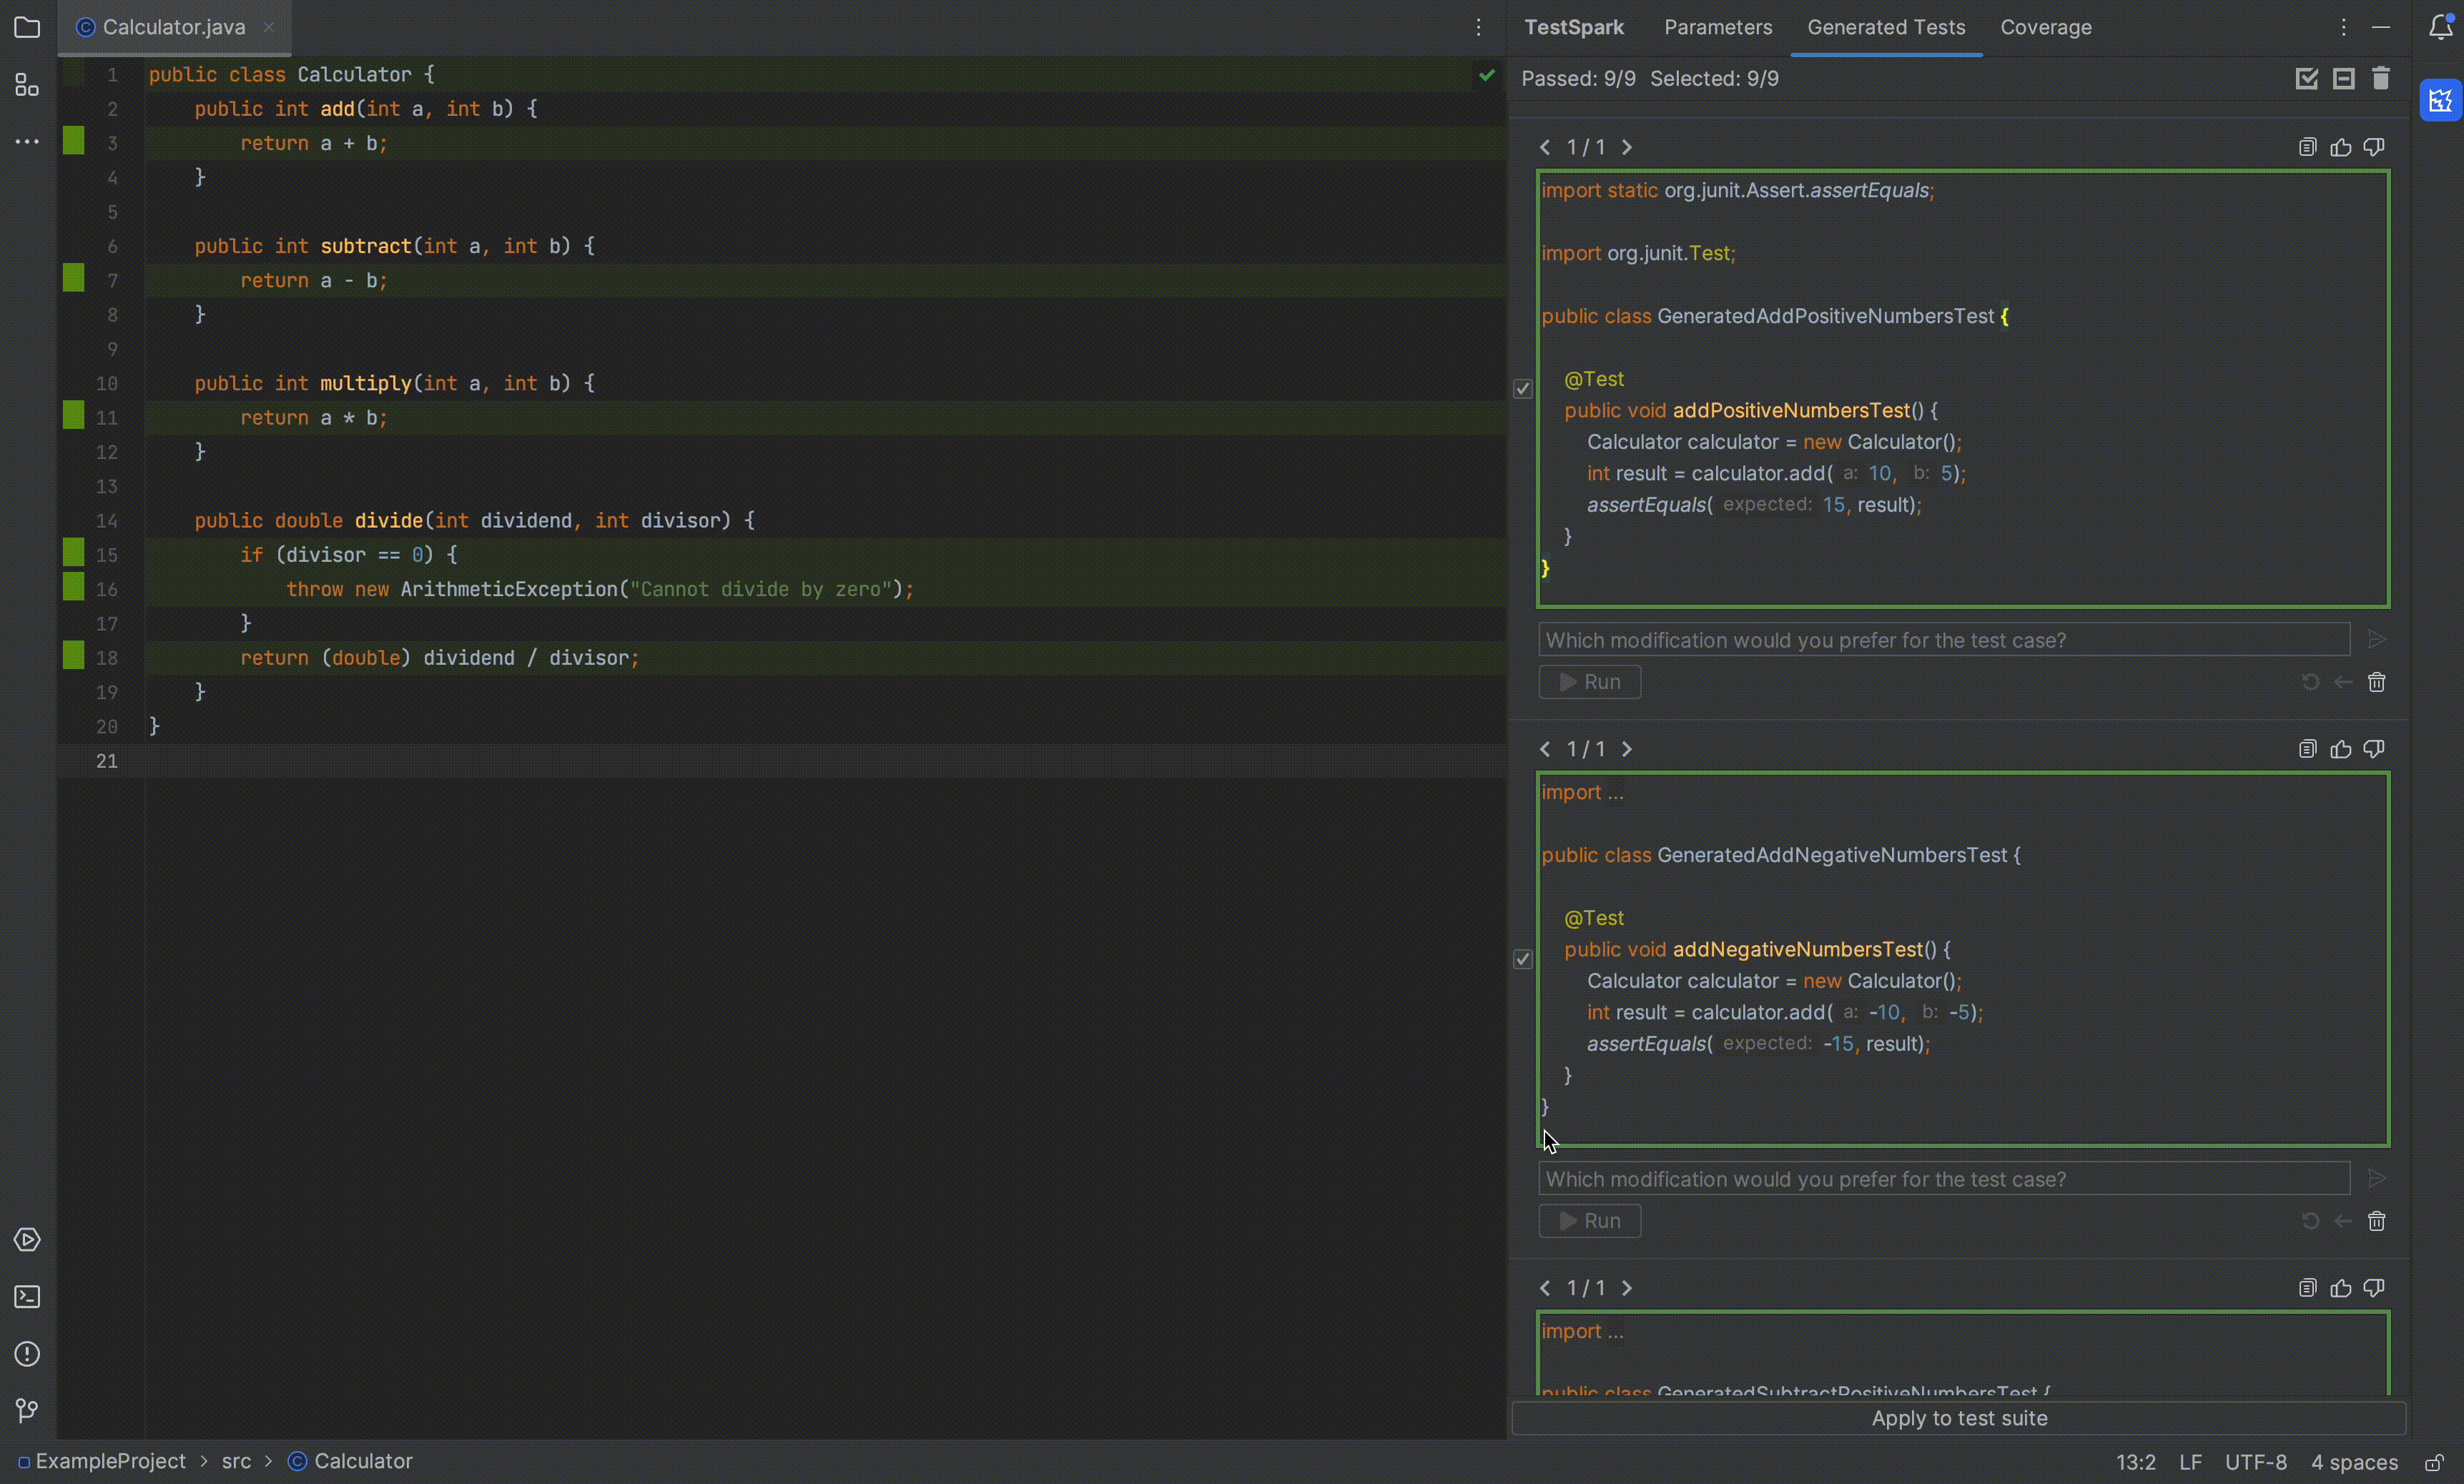 Calculator.java
1 public class Calculator {
2 public int add(int a, int b) {
3 return a + b;
4 }
5
6 public int subtract(int a, int b) {
7 return a - b;
8 }
9
10 public int multiply(int a, int b) {
11 return a * b;
12 }
13
14 public double divide(int dividend, int divisor) {
15 if (divisor == 0) {
16 throw new ArithmeticException("Cannot divide by zero");
17 }
18 return (double) dividend / divisor;
19 }
20 }
21
TestSpark Parameters Generated Tests Coverage
Passed: 9/9 Selected: 9/9
1 / 1
import static org.junit.Assert.assertEquals;
import org.junit.Test;
public class GeneratedAddPositiveNumbersTest {
@Test
public void addPositiveNumbersTest() {
Calculator calculator = new Calculator();
int result = calculator.add( a: 10, b: 5);
assertEquals( expected: 15, result);
}
}
Which modification would you prefer for the test case?
Run
1 / 1
import ...
public class GeneratedAddNegativeNumbersTest {
@Test
public void addNegativeNumbersTest() {
Calculator calculator = new Calculator();
int result = calculator.add( a: -10, b: -5);
assertEquals( expected: -15, result);
}
}
Which modification would you prefer for the test case?
Run
1 / 1
import ...
public class GeneratedSubtractPositiveNumbersTest {
Apply to test suite
ExampleProject > src > Calculator
13:2 LF UTF-8 4 spaces